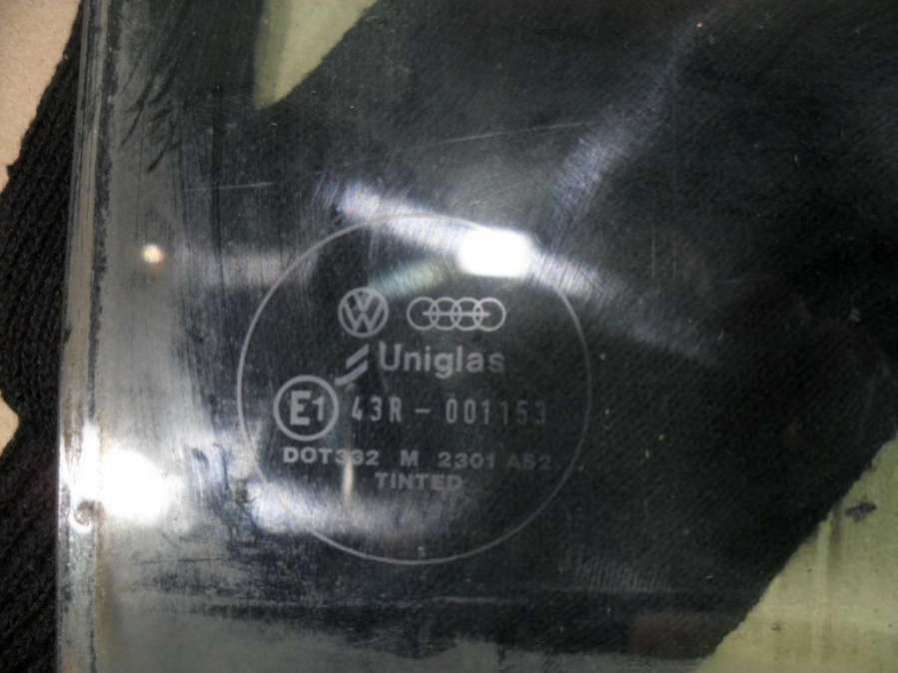 Uniglas
E1 43R - 001153
DOT332 M 2301 AS2
TINTED